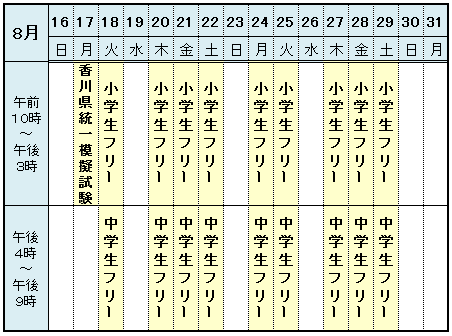 8月 16 17 18 19 20 21 22 23 24 25 26 27 28 29 30 31
日 月 火 水 木 金 土 日 月 火 水 木 金 土 日 月
午前
10時
～
午後
3時
香川県統一模擬試験
小学生フリー
小学生フリー
小学生フリー
小学生フリー
小学生フリー
小学生フリー
小学生フリー
小学生フリー
小学生フリー
午後
4時
～
午後
9時
中学生フリー
中学生フリー
中学生フリー
中学生フリー
中学生フリー
中学生フリー
中学生フリー
中学生フリー
中学生フリー